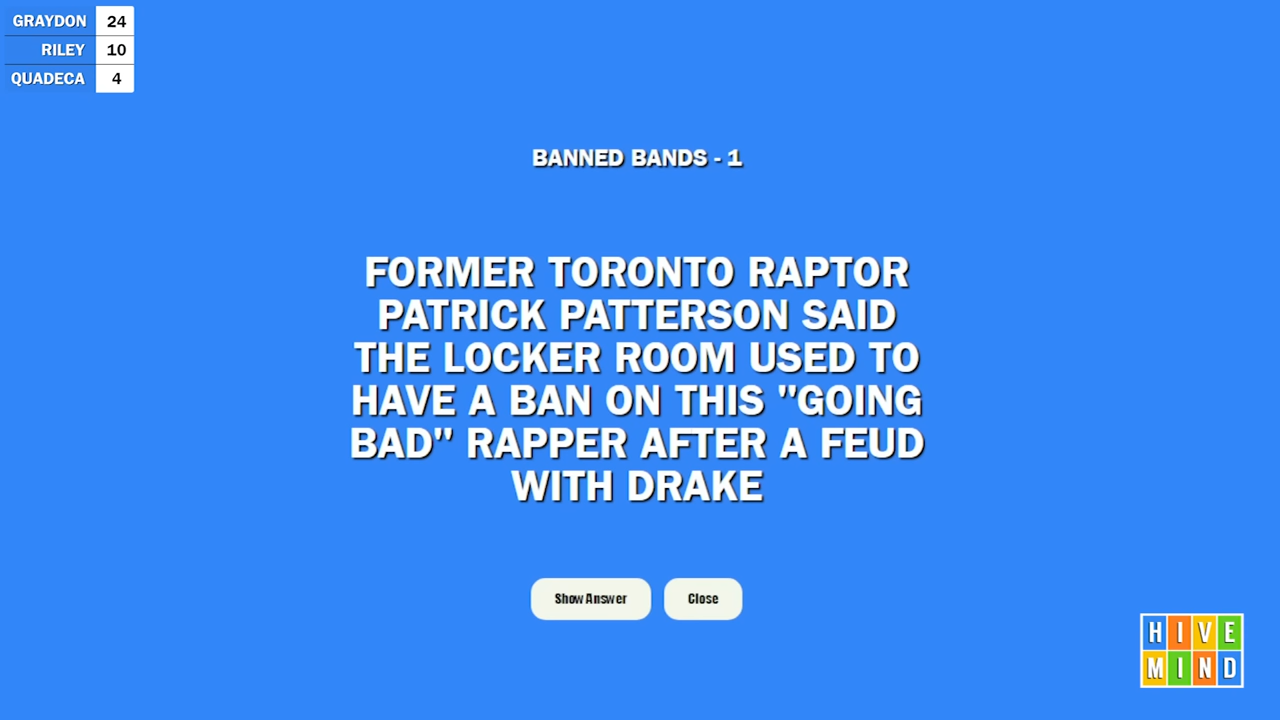 GRAYDON 24
RILEY 10
QUADECA 4
BANNED BANDS - 1
FORMER TORONTO RAPTOR
PATRICK PATTERSON SAID
THE LOCKER ROOM USED TO
HAVE A BAN ON THIS "GOING
BAD" RAPPER AFTER A FEUD
WITH DRAKE
Show Answer Close
HIVE
MIND